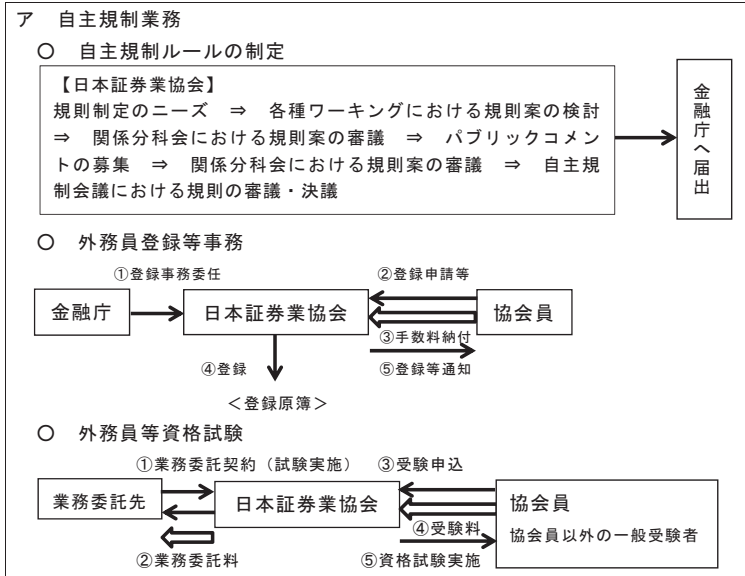 ア 自主規制業務
○ 自主規制ルールの制定
【日本証券業協会】
規則制定のニーズ ⇒ 各種ワーキングにおける規則案の検討
⇒ 関係分科会における規則案の審議 ⇒ パブリックコメン
トの募集 ⇒ 関係分科会における規則案の審議 ⇒ 自主規
制会議における規則の審議・決議
金融庁へ届出
○ 外務員登録等事務
①登録事務委任
②登録申請等
金融庁
日本証券業協会
協会員
③手数料納付
④登録
⑤登録等通知
＜登録原簿＞
○ 外務員等資格試験
①業務委託契約（試験実施）
③受験申込
業務委託先
日本証券業協会
協会員
協会員以外の一般受験者
④受験料
②業務委託料
⑤資格試験実施